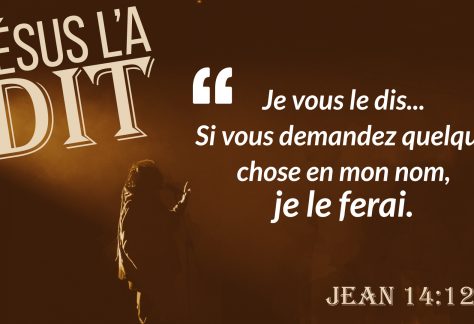 ÉSUS L'A
DIT
“
Je vous le dis...
Si vous demandez quelqu
chose en mon nom,
je le ferai.
JEAN 14:12